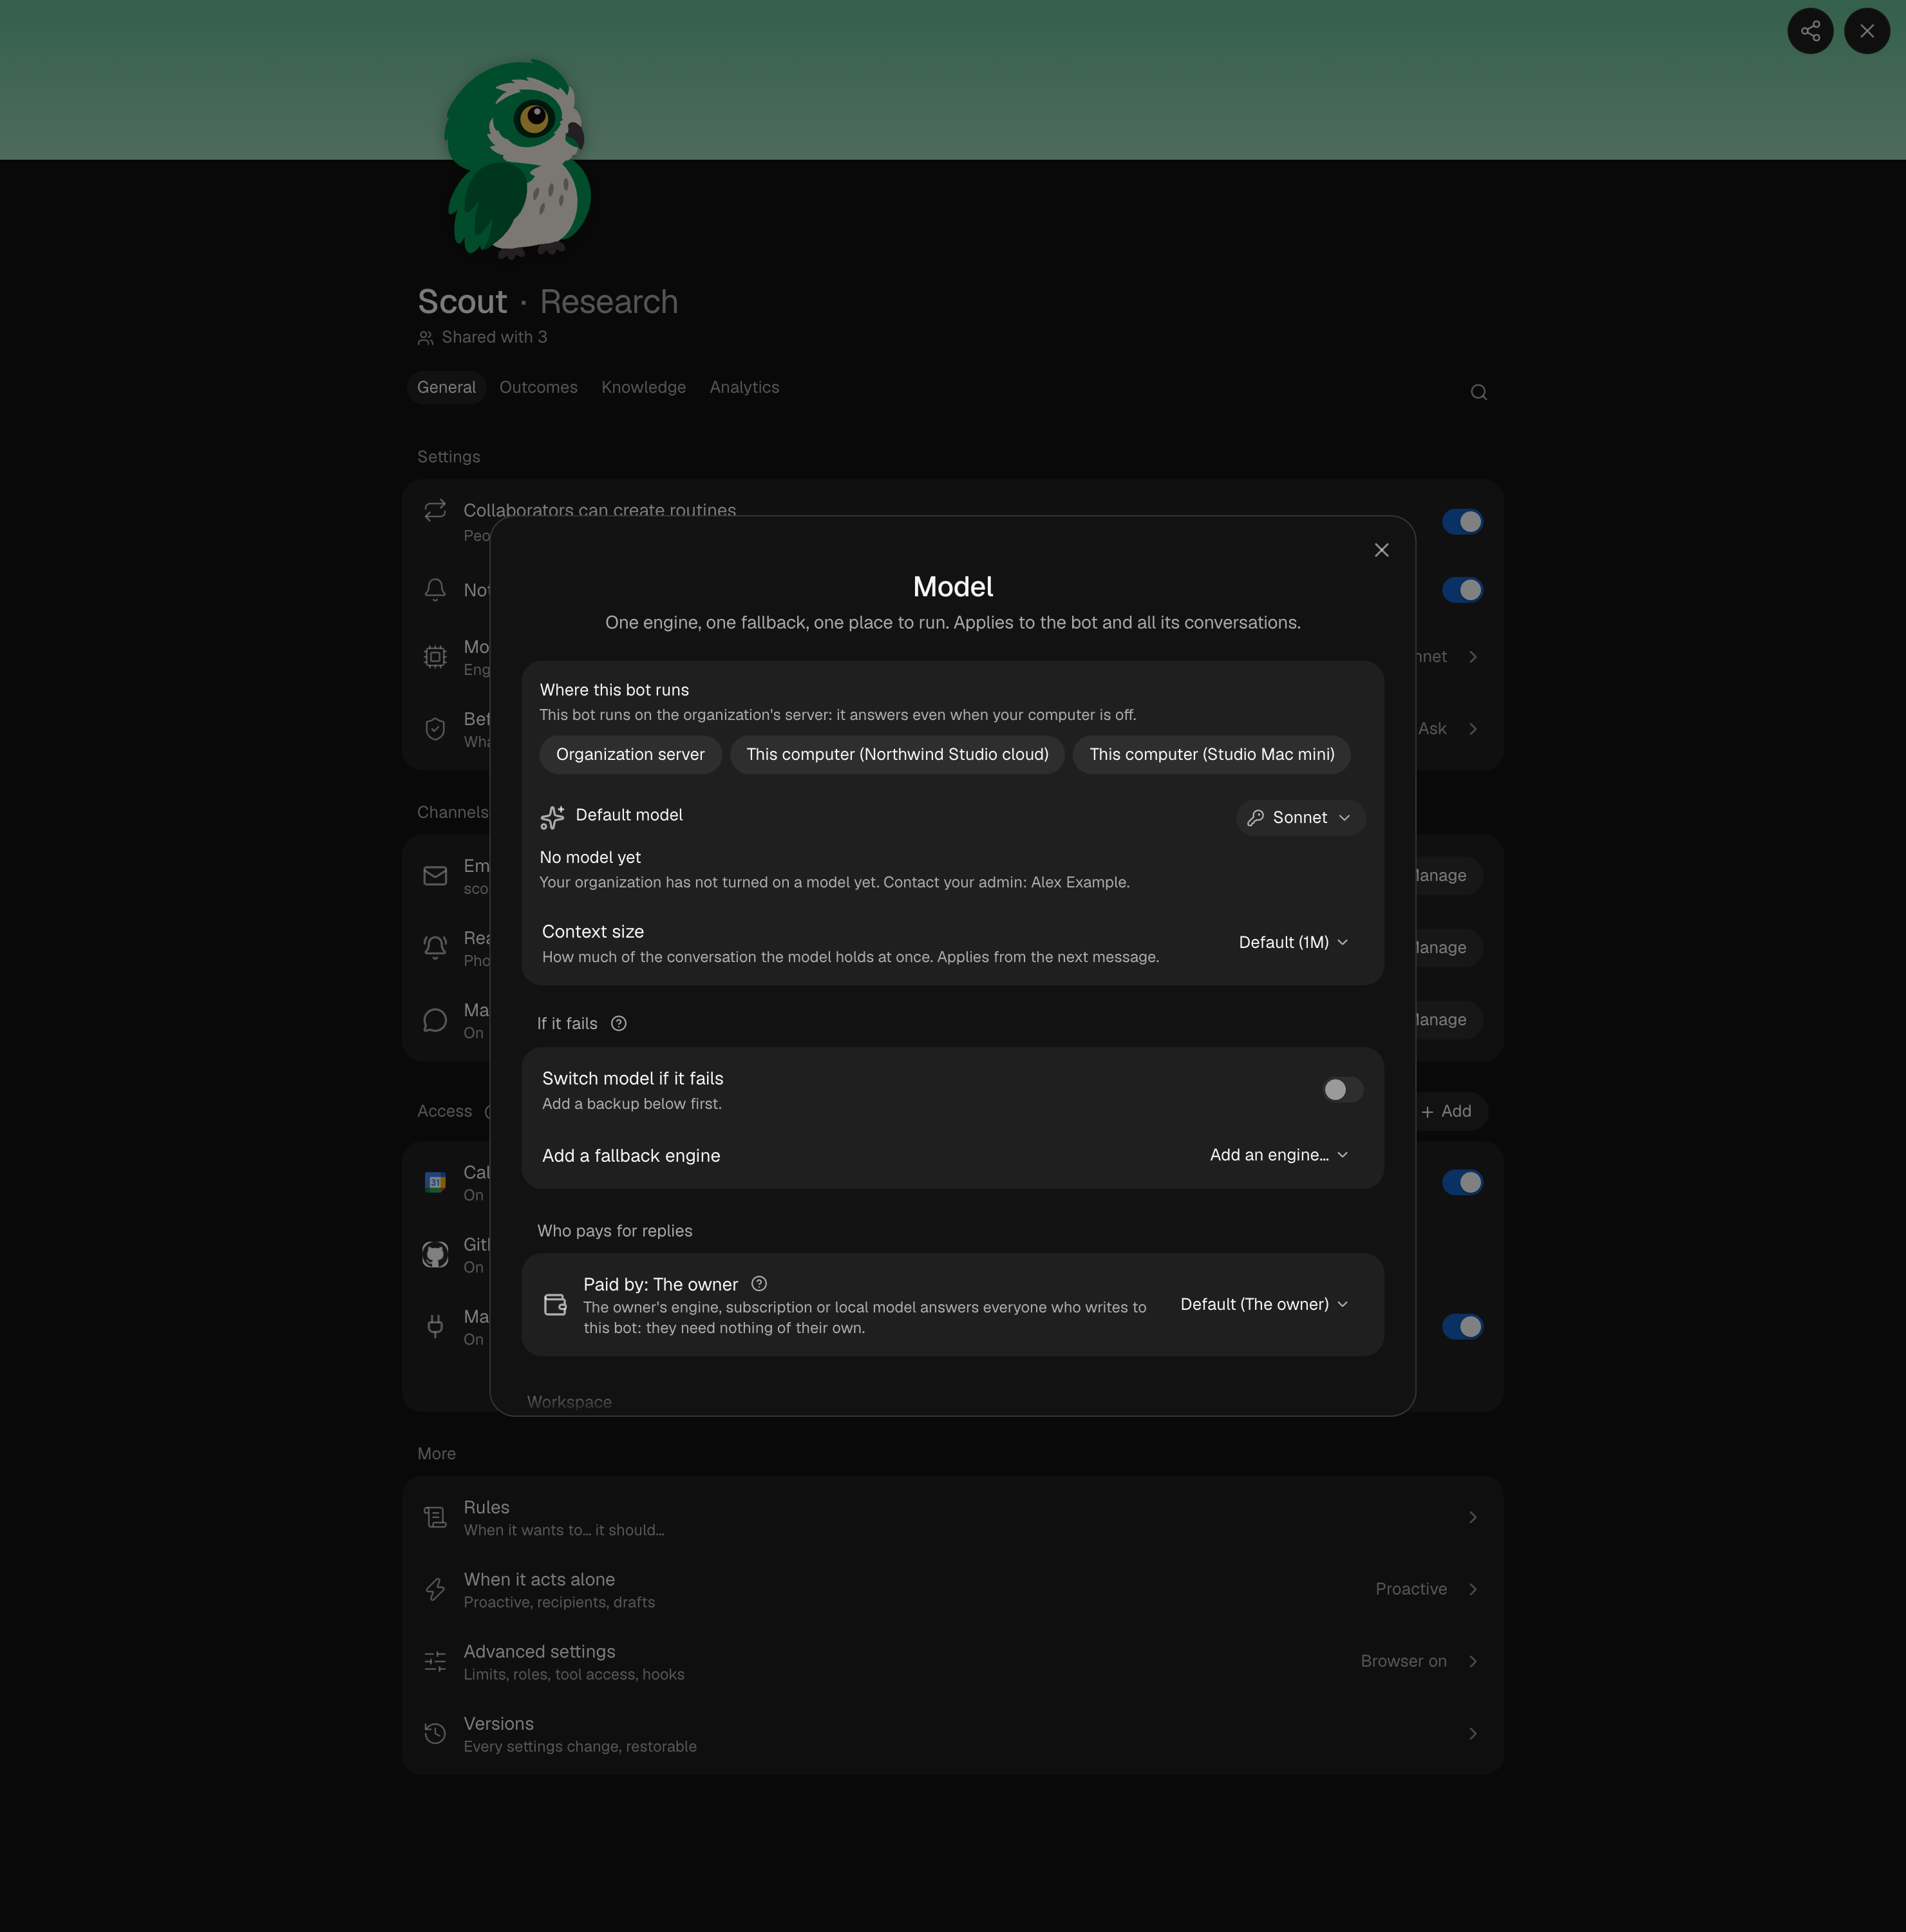 Scout · Research
Shared with 3
General Outcomes Knowledge Analytics
Settings
Collaborators can create routines
Model
One engine, one fallback, one place to run. Applies to the bot and all its conversations.
Where this bot runs
This bot runs on the organization's server: it answers even when your computer is off.
Organization server This computer (Northwind Studio cloud) This computer (Studio Mac mini)
Default model Sonnet
No model yet
Your organization has not turned on a model yet. Contact your admin: Alex Example.
Context size Default (1M)
How much of the conversation the model holds at once. Applies from the next message.
If it fails
Switch model if it fails
Add a backup below first.
Add a fallback engine Add an engine...
Who pays for replies
Paid by: The owner
The owner's engine, subscription or local model answers everyone who writes to
this bot: they need nothing of their own.
Default (The owner)
Workspace
Ask
Channels
On
Access
+ Add
31
On
On
On
More
Rules
When it wants to... it should...
When it acts alone
Proactive, recipients, drafts
Proactive
Advanced settings
Limits, roles, tool access, hooks
Browser on
Versions
Every settings change, restorable